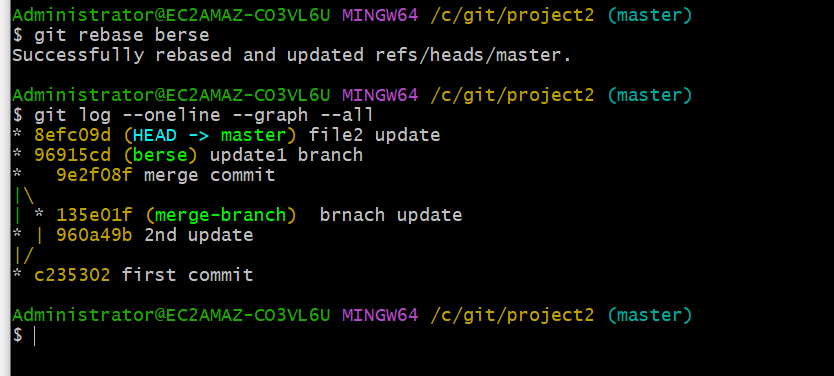 Administrator@EC2AMAZ-CO3VL6U MINGW64 /c/git/project2 (master)
$ git rebase berse
Successfully rebased and updated refs/heads/master.

Administrator@EC2AMAZ-CO3VL6U MINGW64 /c/git/project2 (master)
$ git log --oneline --graph --all
* 8efc09d (HEAD -> master) file2 update
* 96915cd (berse) update1 branch
*   9e2f08f merge commit
|\
| * 135e01f (merge-branch)  brnach update
* | 960a49b 2nd update
|/
* c235302 first commit

Administrator@EC2AMAZ-CO3VL6U MINGW64 /c/git/project2 (master)
$